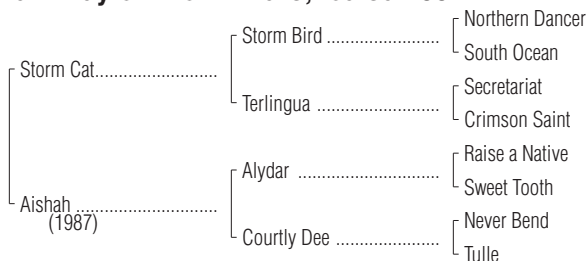 Northern Dancer
Storm Bird
South Ocean
Storm Cat
Secretariat
Terlingua
Crimson Saint
Raise a Native
Alydar
Sweet Tooth
Aishah
(1987)
Never Bend
Courtly Dee
Tulle